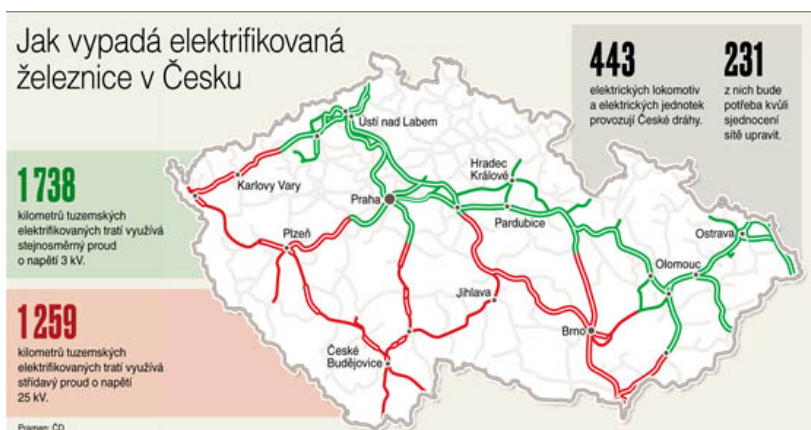 Jak vypadá elektrifikovaná
železnice v Česku
443
elektrických lokomotiv
a elektrických jednotek
provozují České dráhy.
231
z nich bude
potřeba kvůli
sjednocení
sítě upravit.
1 738
kilometrů tuzemských
elektrifikovaných tratí využívá
stejnosměrný proud
o napětí 3 kV.
1 259
kilometrů tuzemských
elektrifikovaných tratí využívá
střídavý proud o napětí
25 kV.
Pramen: ČD
Ústí nad Labem
Karlovy Vary
Praha
Hradec
Králové
Pardubice
Plzeň
Ostrava
Olomouc
Jihlava
Brno
České
Budějovice